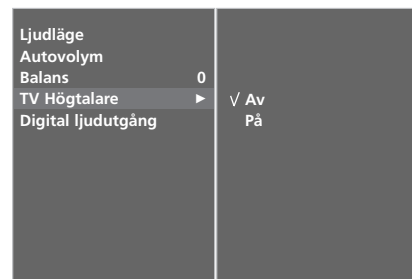 Ljudläge
Autovolym
Balans 0
TV Högtalare ►
Digital ljudutgång
√ Av
På